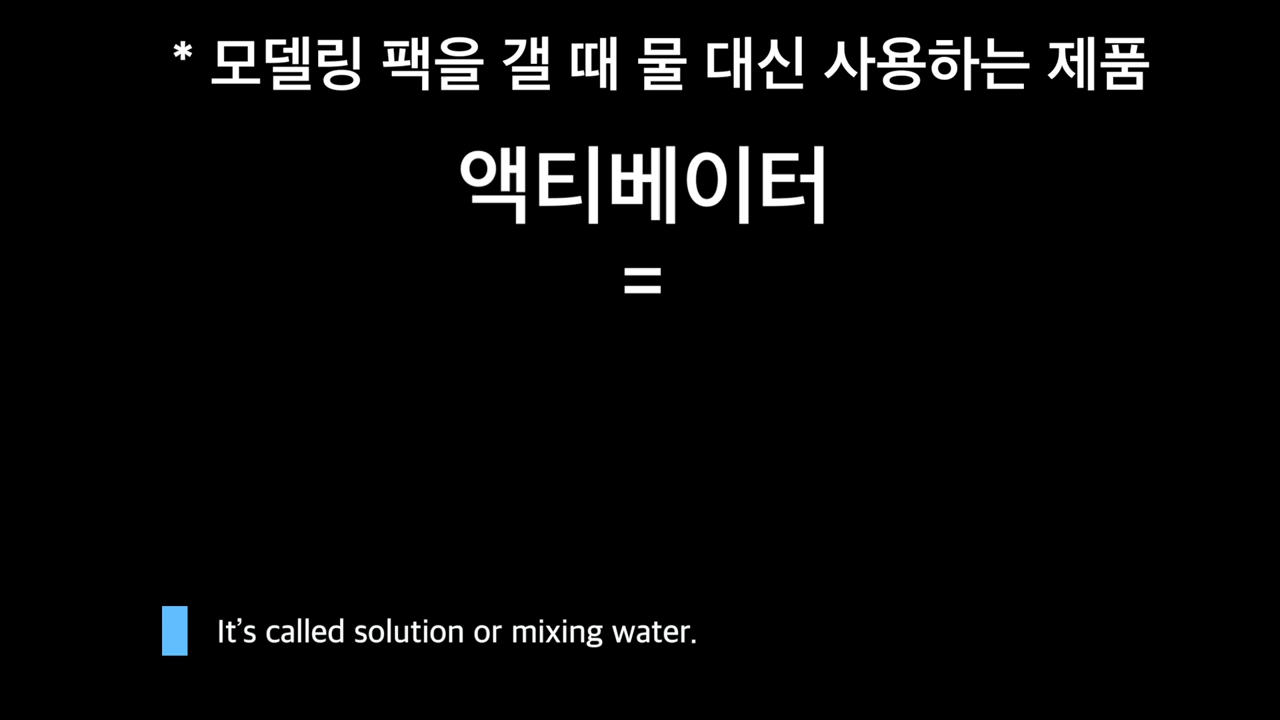 * 모델링 팩을 갤 때 물 대신 사용하는 제품
액티베이터
=
It’s called solution or mixing water.